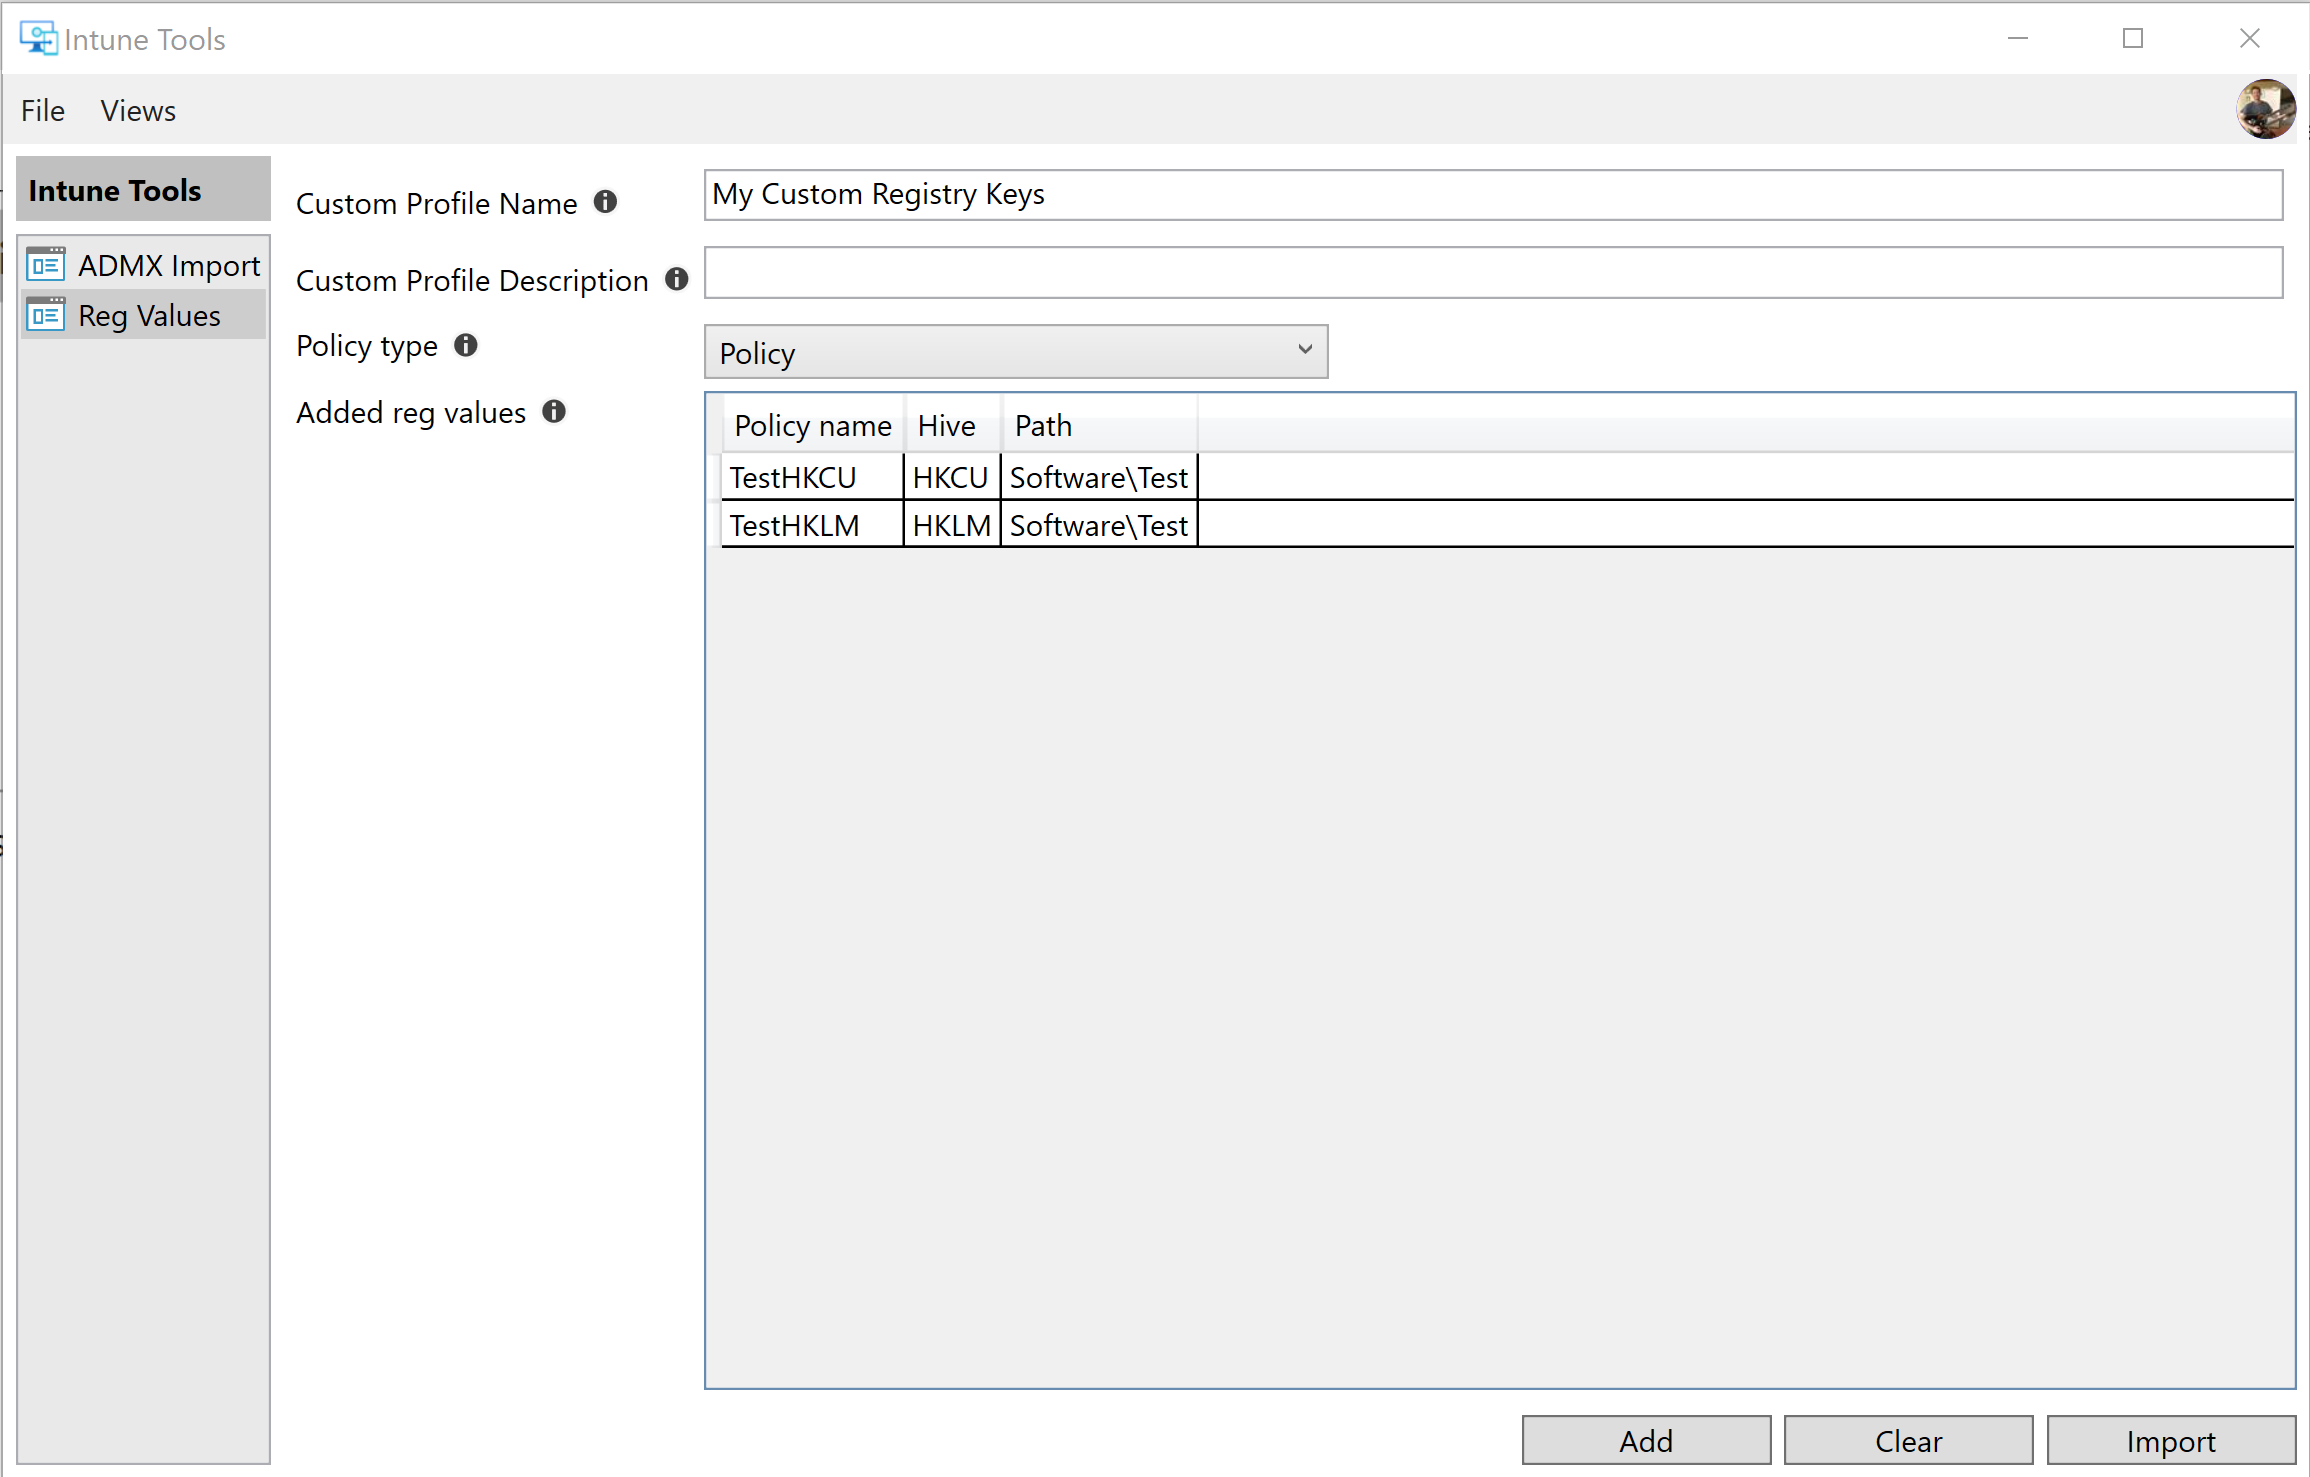 Intune Tools
File Views
Intune Tools
ADMX Import
Reg Values
Custom Profile Name
My Custom Registry Keys
Custom Profile Description
Policy type
Policy
Added reg values
Policy name Hive Path
TestHKCU HKCU Software\Test
TestHKLM HKLM Software\Test
Add Clear Import